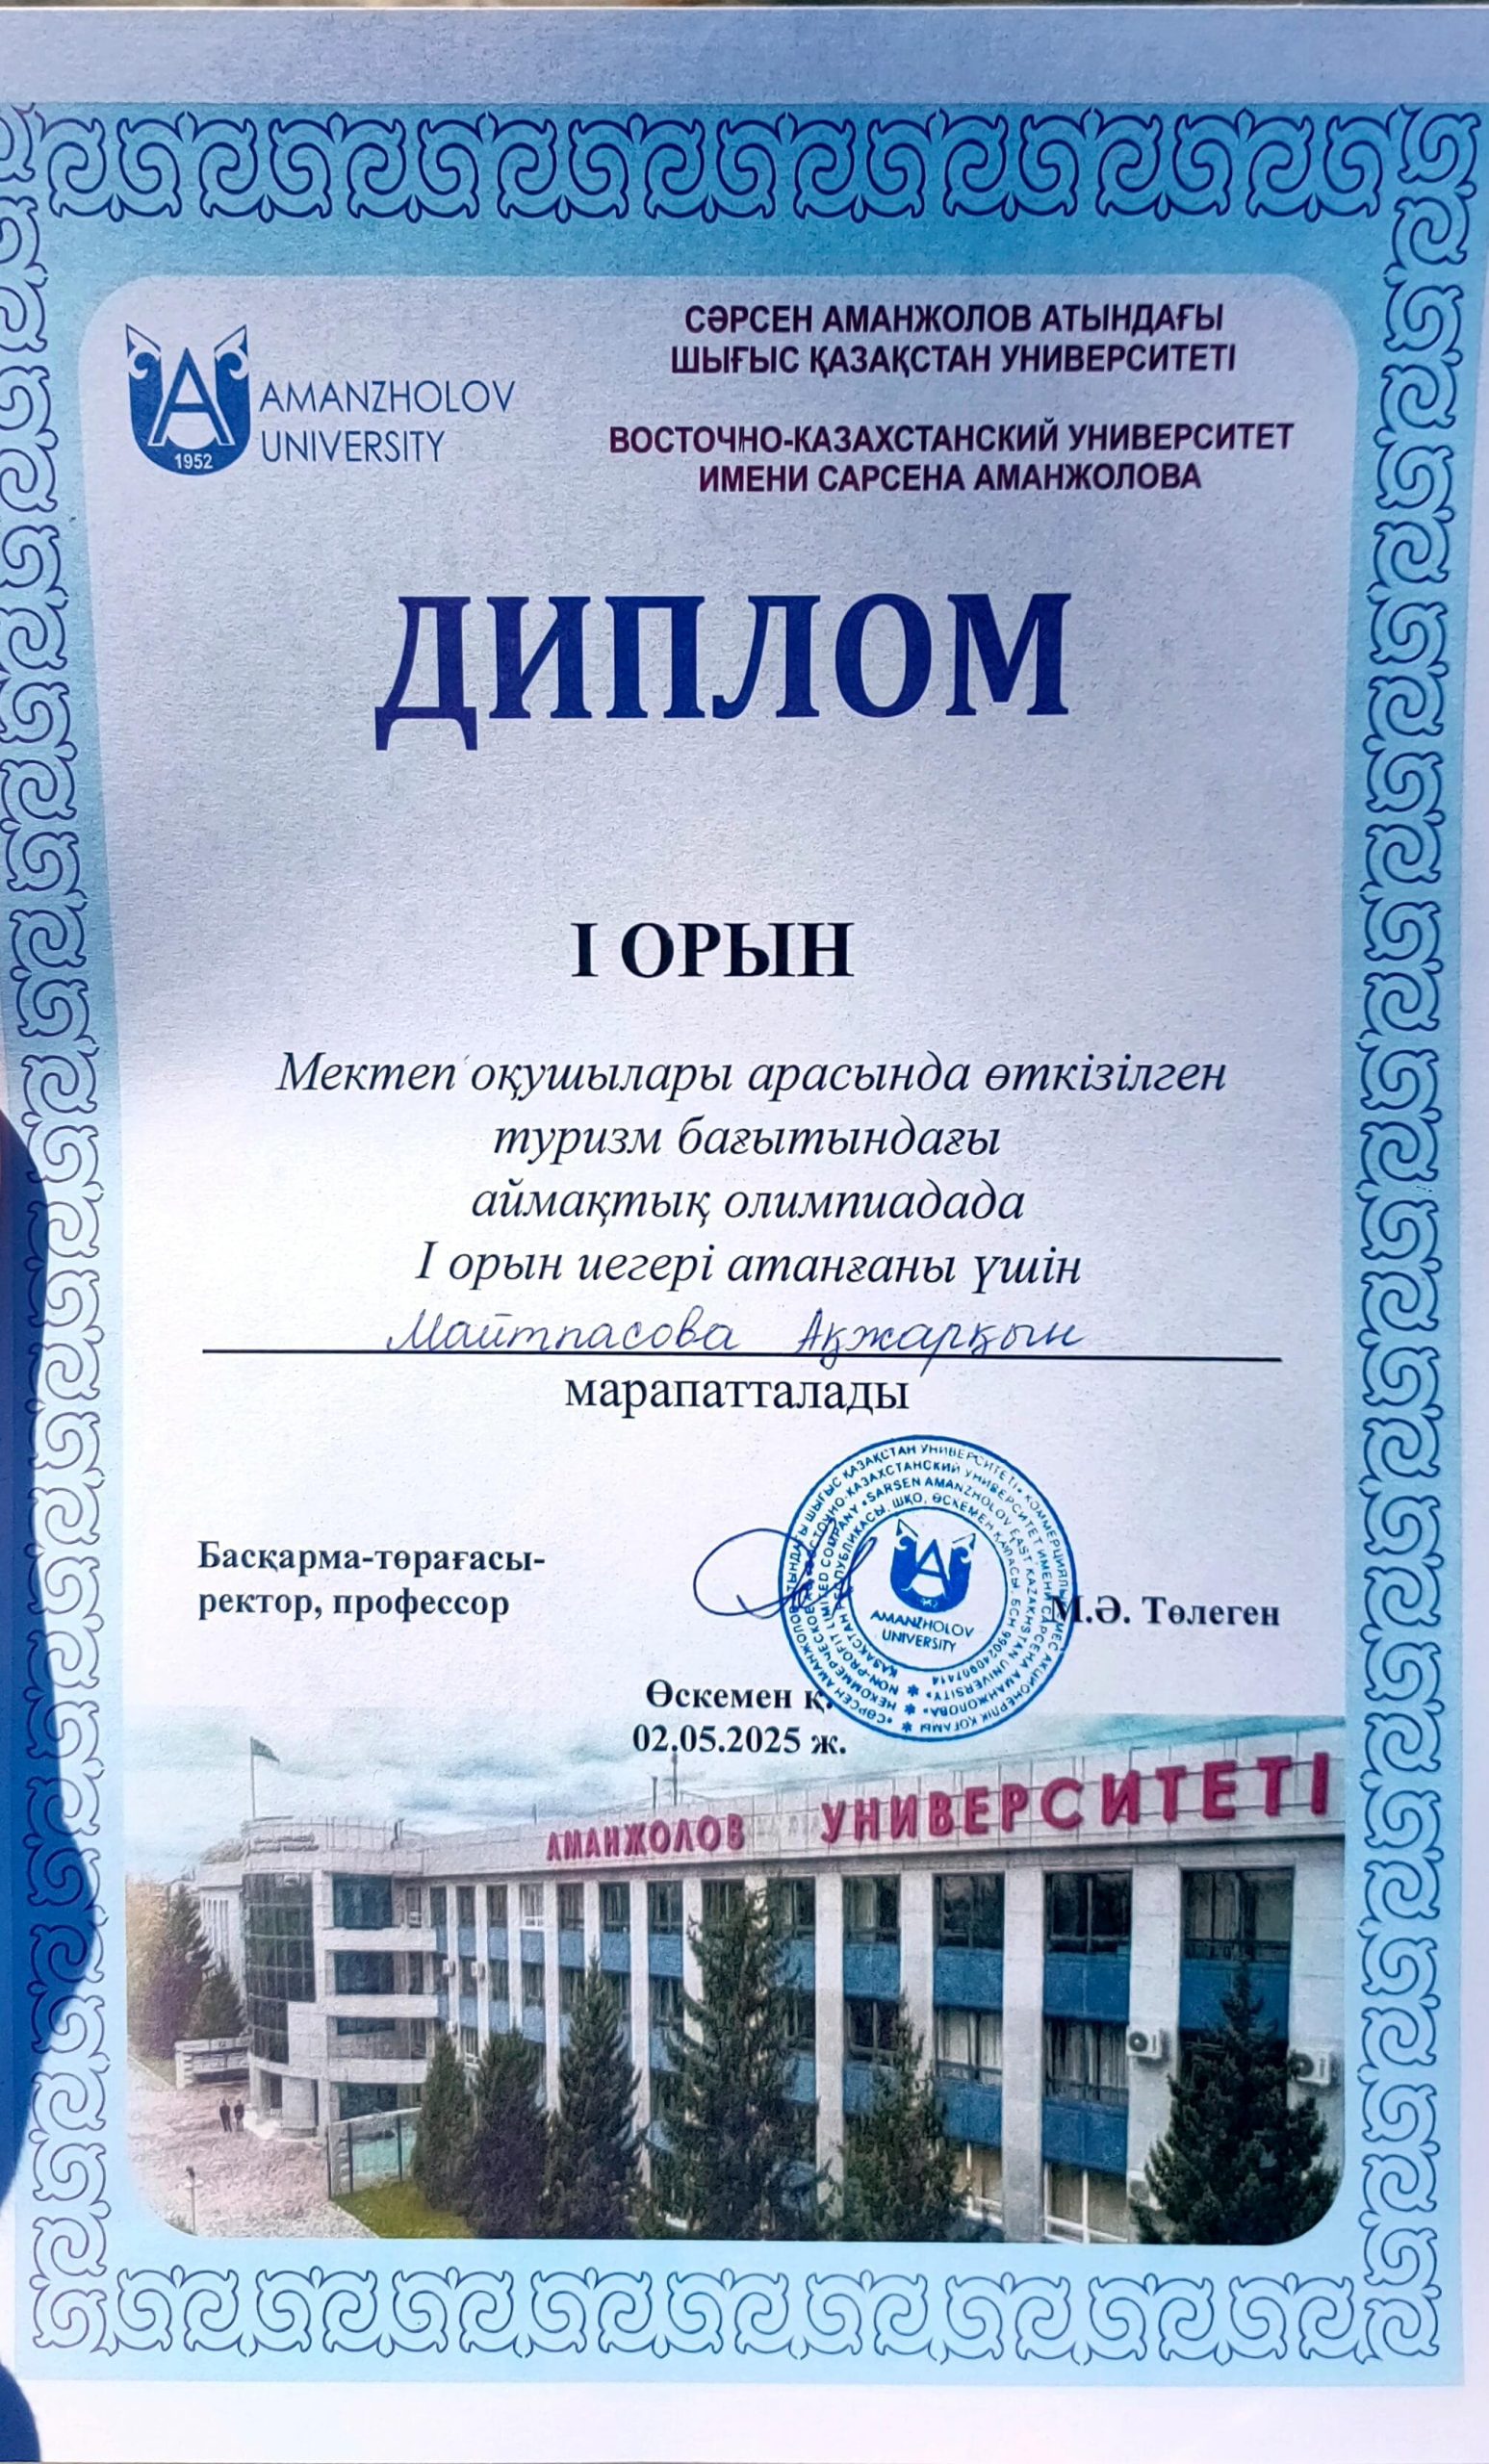 СӘРСЕН АМАНЖОЛОВ АТЫНДАҒЫ
ШЫҒЫС ҚАЗАҚСТАН УНИВЕРСИТЕТІ
AMANZHOLOV
UNIVERSITY
1952
ВОСТОЧНО-КАЗАХСТАНСКИЙ УНИВЕРСИТЕТ
ИМЕНИ САРСЕНА АМАНЖОЛОВА
ДИПЛОМ
І ОРЫН
Мектеп оқушылары арасында өткізілген
туризм бағытындағы
аймақтық олимпиадада
І орын иегері атанғаны үшін
Майтпасова Ақжарқын
марапатталады
Басқарма-төрағасы-
ректор, профессор
М.Ә. Төлеген
AMANZHOLOV
UNIVERSITY
Өскемен қ.
02.05.2025 ж.
АМАНЖОЛОВ УНИВЕРСИТЕТІ